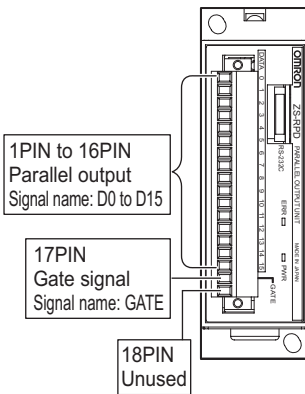 1PIN to 16PIN
Parallel output
Signal name: D0 to D15
17PIN
Gate signal
Signal name: GATE
18PIN
Unused
DATA
0
1
2
3
4
5
6
7
8
9
10
11
12
13
14
15
GATE
OMRON
ZS-RPD PARALLEL OUTPUT UNIT
RS-232C
ERR
PWR
MADE IN JAPAN